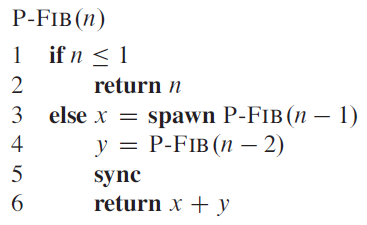 P-FIB(n)
1 if n ≤ 1
2 return n
3 else x = spawn P-FIB(n − 1)
4 y = P-FIB(n − 2)
5 sync
6 return x + y